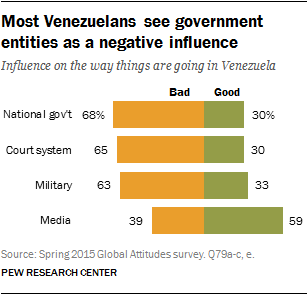 Most Venezuelans see government
entities as a negative influence
Influence on the way things are going in Venezuela
Bad Good
National gov't 68% 30%
Court system 65 30
Military 63 33
Media 39 59
Source: Spring 2015 Global Attitudes survey. Q79a-c, e.
PEW RESEARCH CENTER